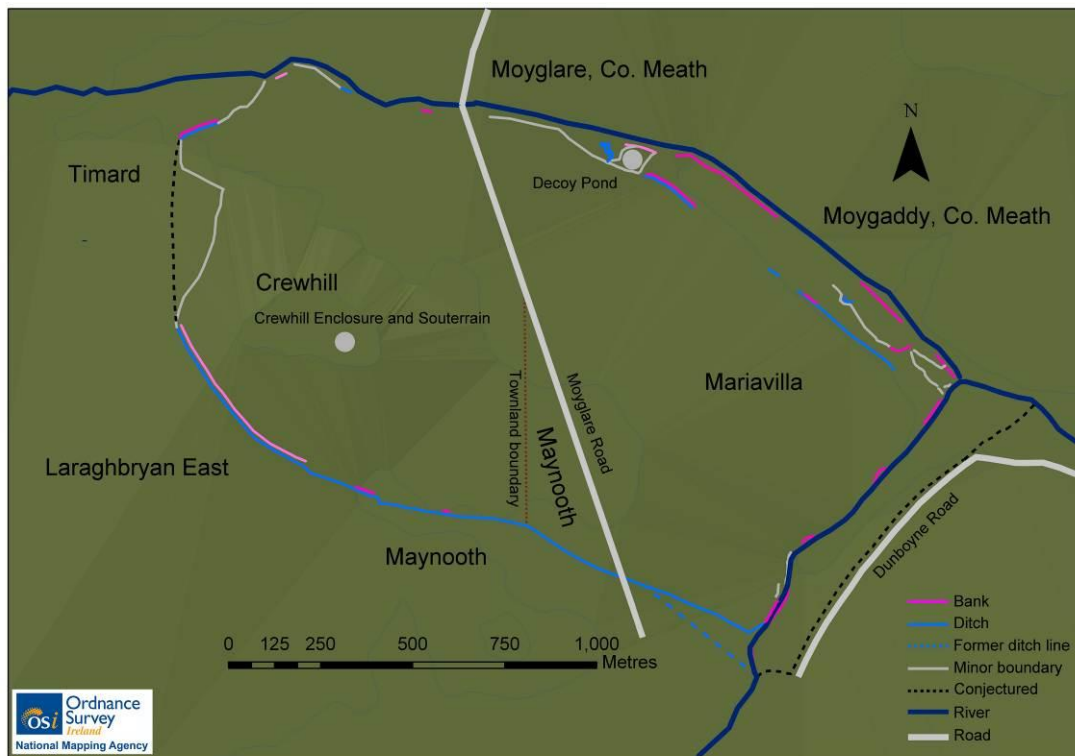 Moyglare, Co. Meath
N
Timard
Decoy Pond
Moygaddy, Co. Meath
Crewhill
Crewhill Enclosure and Souterrain
Mariavilla
Townland boundary
Moyglare Road
Maynooth
Laraghbryan East
Maynooth
Dunboyne Road
0 125 250 500 750 1,000
Metres
Bank
Ditch
Former ditch line
Minor boundary
Conjectured
River
Road
osi Ordnance
Survey
Ireland
National Mapping Agency